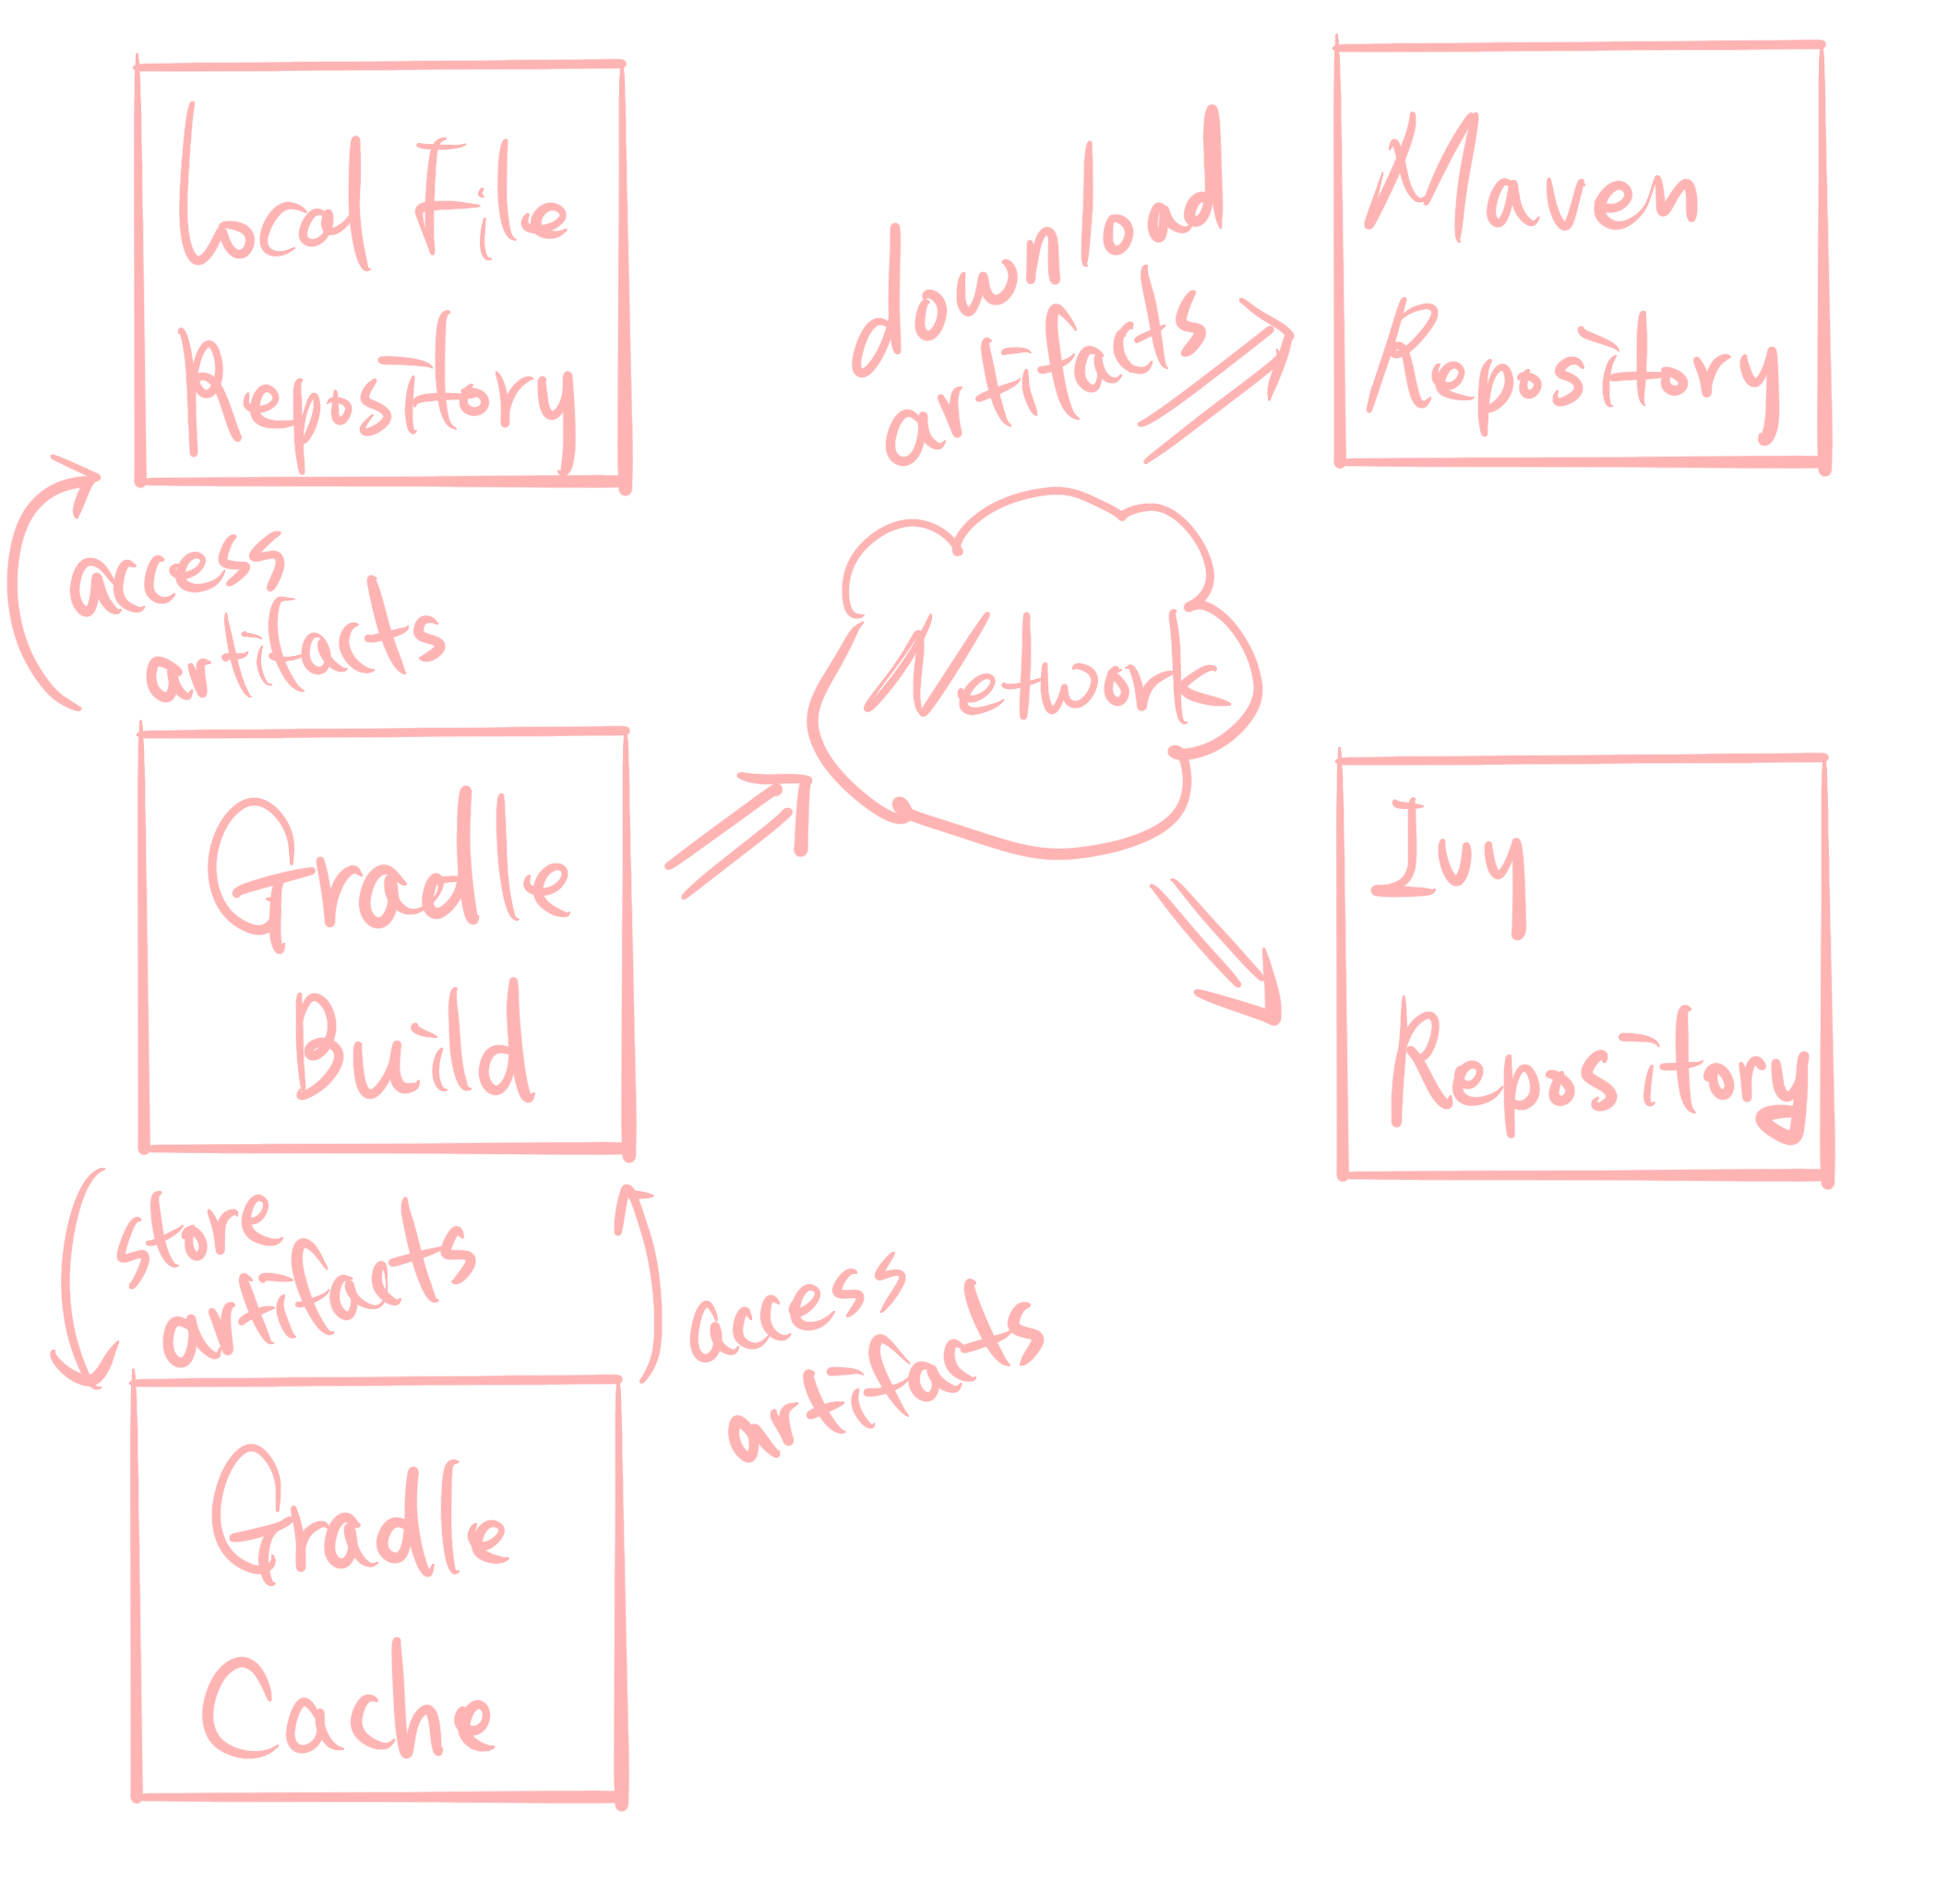 Local File
Repository
download
artifacts
Maven
Repository
access
artifacts
Network
Gradle
Build
Ivy
Repository
store
artifacts
access
artifacts
Gradle
Cache